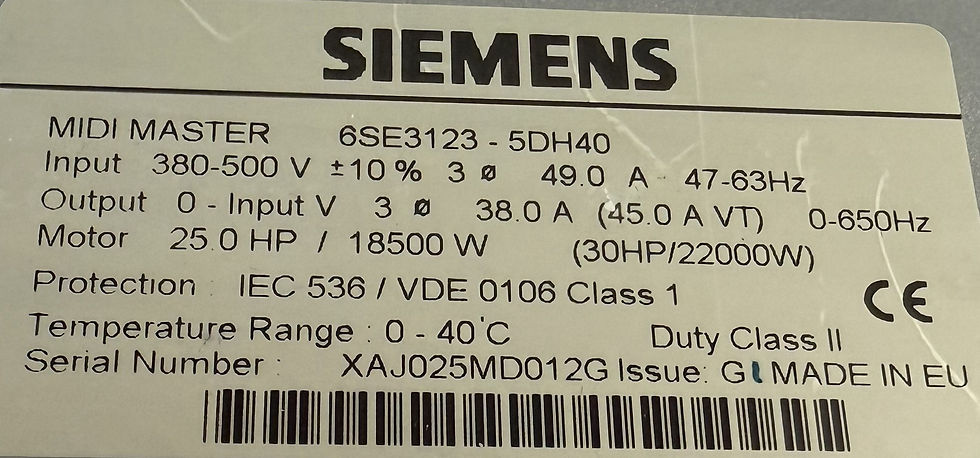 SIEMENS
MIDI MASTER 6SE3123 - 5DH40
Input 380-500 V ±10 % 3 ø 49.0 A 47-63Hz
Output 0 - Input V 3 ø 38.0 A (45.0 A VT) 0-650Hz
Motor 25.0 HP / 18500 W (30HP/22000W)
Protection : IEC 536 / VDE 0106 Class 1 CE
Temperature Range : 0 - 40°C Duty Class II
Serial Number : XAJ025MD012G Issue: G1 MADE IN EU